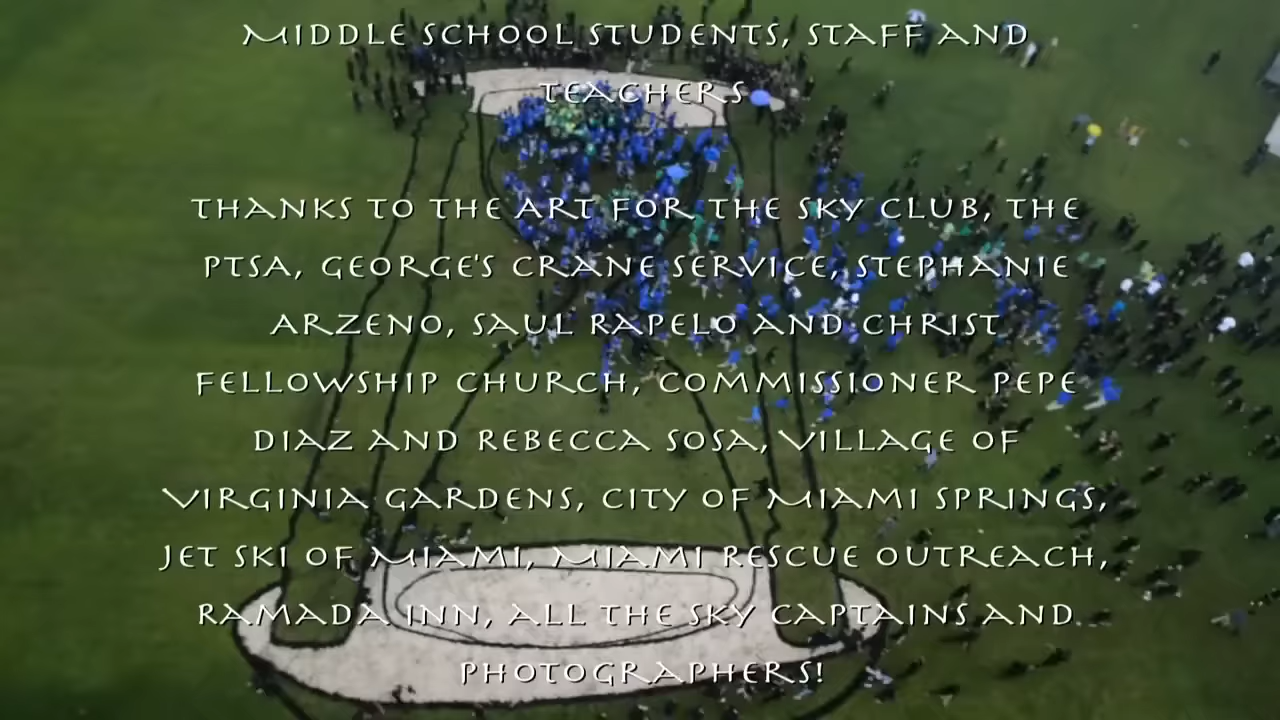 MIDDLE SCHOOL STUDENTS, STAFF AND
TEACHERS
THANKS TO THE ART FOR THE SKY CLUB, THE
PTSA, GEORGE'S CRANE SERVICE, STEPHANIE
ARZENO, SAUL RAPELO AND CHRIST
FELLOWSHIP CHURCH, COMMISSIONER PEPE
DIAZ AND REBECCA SOSA, VILLAGE OF
VIRGINIA GARDENS, CITY OF MIAMI SPRINGS,
JET SKI OF MIAMI, MIAMI RESCUE OUTREACH,
RAMADA INN, ALL THE SKY CAPTAINS AND
PHOTOGRAPHERS!